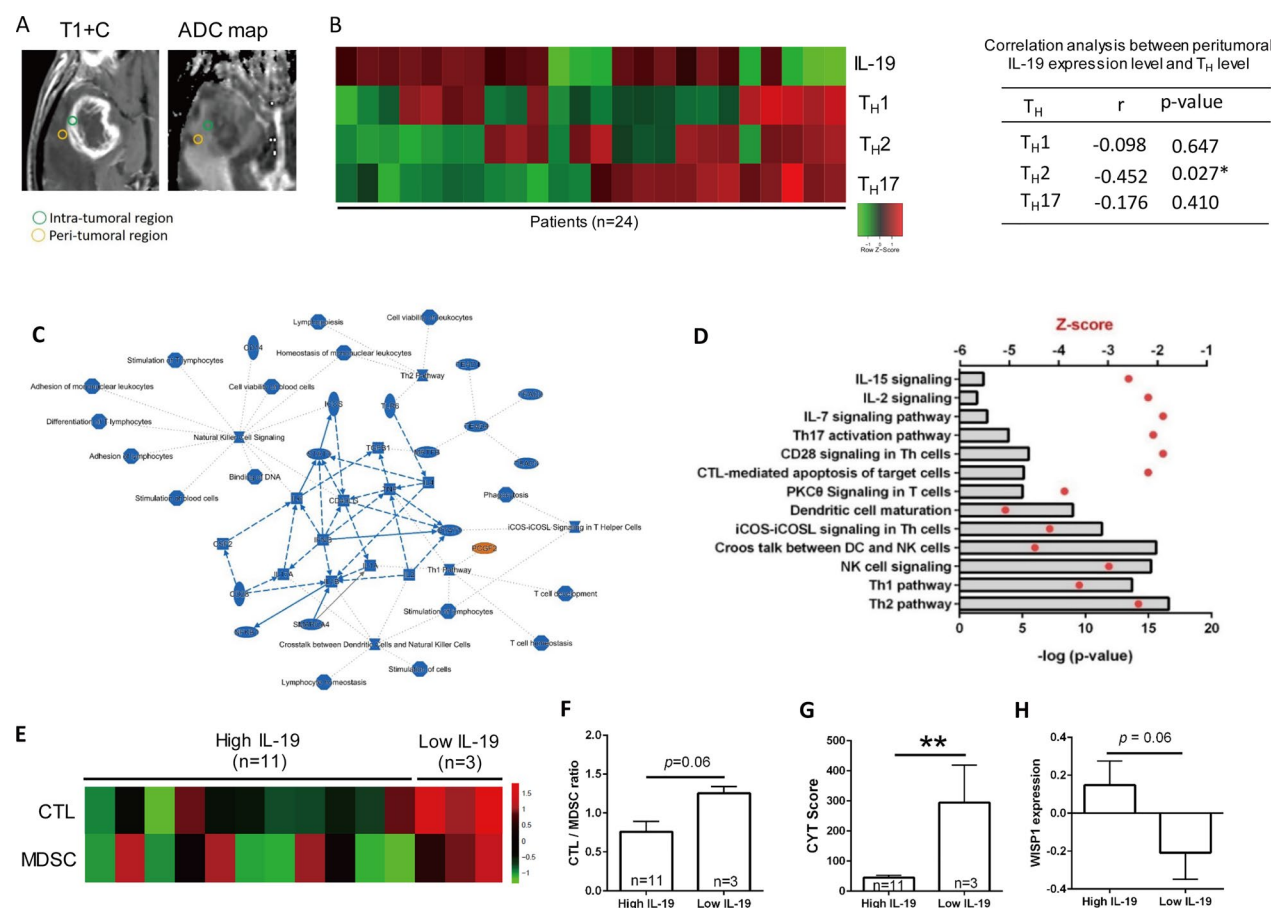 A
T1+C
ADC map
Intra-tumoral region
Peri-tumoral region
B
IL-19
TH1
TH2
TH17
Patients (n=24)
-1 0 1
Row Z-Score
Correlation analysis between peritumoral
IL-19 expression level and TH level
TH r p-value
TH1 -0.098 0.647
TH2 -0.452 0.027*
TH17 -0.176 0.410
C
Cell viability of leukocytes
Homeostasis of mononuclear leukocytes
Stimulation of T lymphocytes
Th2 Pathway
Adhesion of mononuclear leukocytes
Cell viability of blood cells
Differentiation of T lymphocytes
Natural Killer Cell Signaling
Adhesion of lymphocytes
Binding of DNA
Stimulation of blood cells
Phagocytosis
iCOS-iCOSL Signaling in T Helper Cells
Th1 Pathway
T cell development
Stimulation of lymphocytes
Crosstalk between Dendritic Cells and Natural Killer Cells
T cell homeostasis
Stimulation of cells
Lymphocyte homeostasis
D
Z-score
-6 -5 -4 -3 -2 -1
IL-15 signaling
IL-2 signaling
IL-7 signaling pathway
Th17 activation pathway
CD28 signaling in Th cells
CTL-mediated apoptosis of target cells
PKCθ Signaling in T cells
Dendritic cell maturation
iCOS-iCOSL signaling in Th cells
Croos talk between DC and NK cells
NK cell signaling
Th1 pathway
Th2 pathway
0 5 10 15 20
-log (p-value)
E
High IL-19
(n=11)
Low IL-19
(n=3)
CTL
MDSC
1.5
1
0.5
0
-0.5
-1
F
CTL / MDSC ratio
2.0
1.5
1.0
0.5
0.0
p=0.06
n=11
n=3
High IL-19
Low IL-19
G
CYT Score
500
400
300
200
100
0
**
n=11
n=3
High IL-19
Low IL-19
H
WISP1 expression
0.4
0.2
0.0
-0.2
-0.4
p = 0.06
High IL-19
Low IL-19